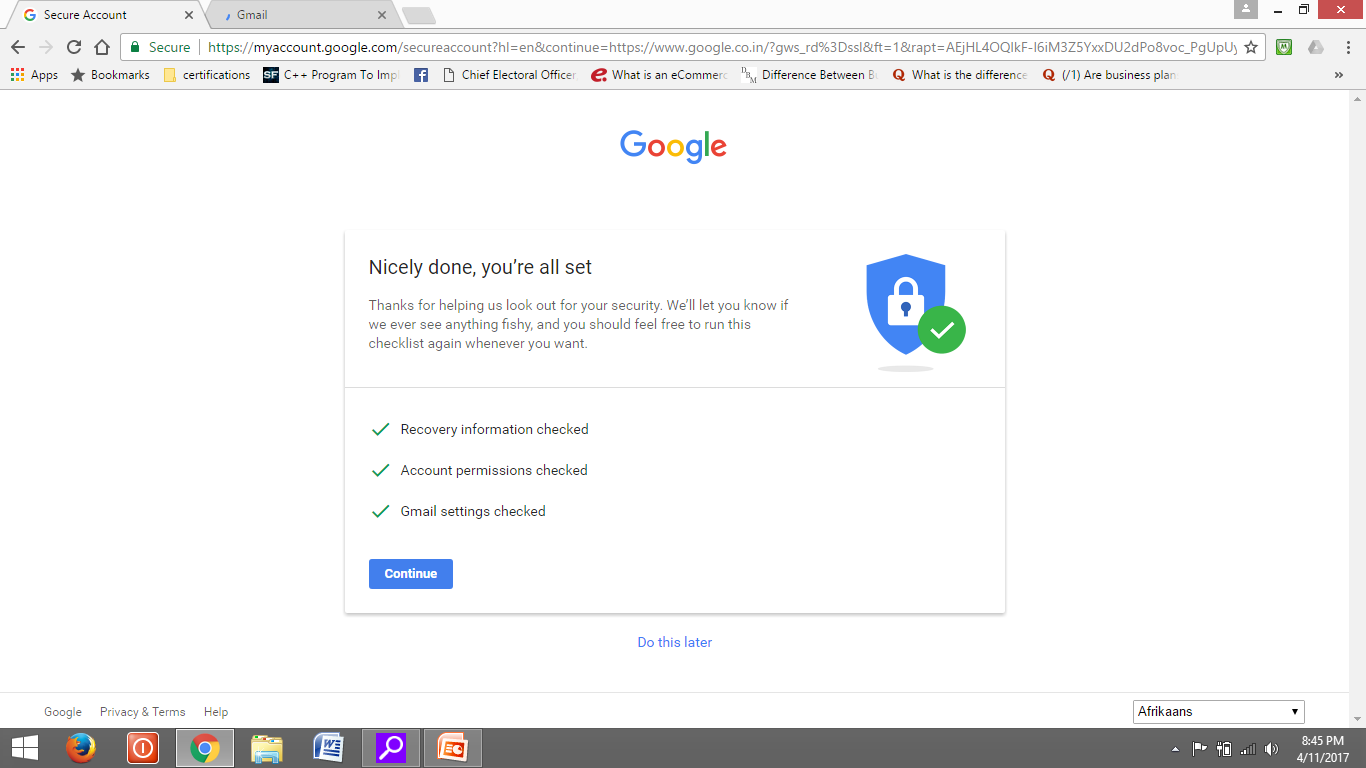 Secure Account
Gmail
Secure
https://myaccount.google.com/secureaccount?hl=en&continue=https://www.google.co.in/?gws_rd%3Dssl&ft=1&rapt=
Apps
Bookmarks
certifications
SF
C++ Program To Impl
Chief Electoral Officer
What is an eCommerc
Difference Between B
What is the difference
(/1) Are business plan
»
Google
Nicely done, you’re all set
Thanks for helping us look out for your security. We’ll let you know if
we ever see anything fishy, and you should feel free to run this
checklist again whenever you want.
Recovery information checked
Account permissions checked
Gmail settings checked
Continue
Do this later
Google
Privacy & Terms
Help
Afrikaans
8:45 PM
4/11/2017